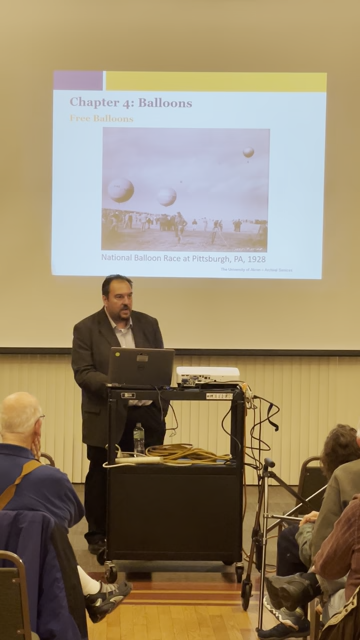 Chapter 4: Balloons
Free Balloons
National Balloon Race at Pittsburgh, PA, 1928